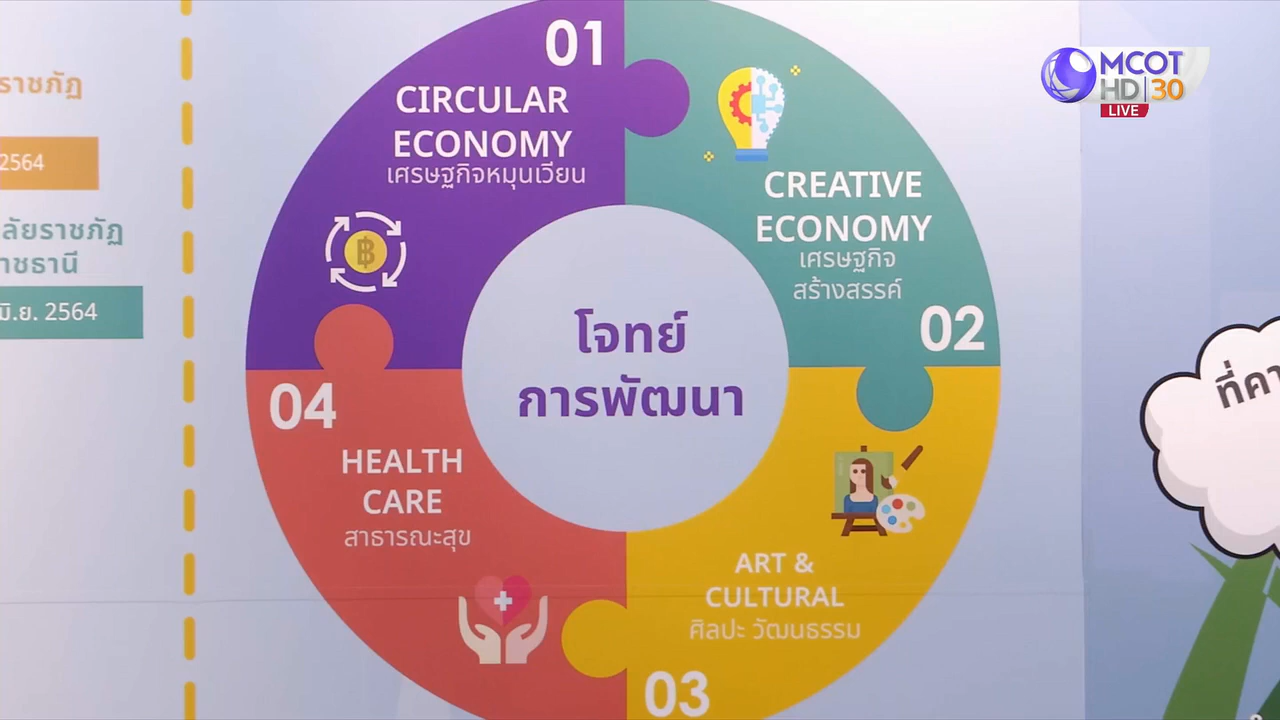 ราชภัฏ
2564
ลัยราชภัฏ
าชธานี
มิ.ย. 2564
01
CIRCULAR
ECONOMY
เศรษฐกิจหมุนเวียน
CREATIVE
ECONOMY
เศรษฐกิจ
สร้างสรรค์
02
โจทย์
การพัฒนา
04
HEALTH
CARE
สาธารณะสุข
ART &
CULTURAL
ศิลปะ วัฒนธรรม
03
ที่คา
MCOT
HD 30
LIVE